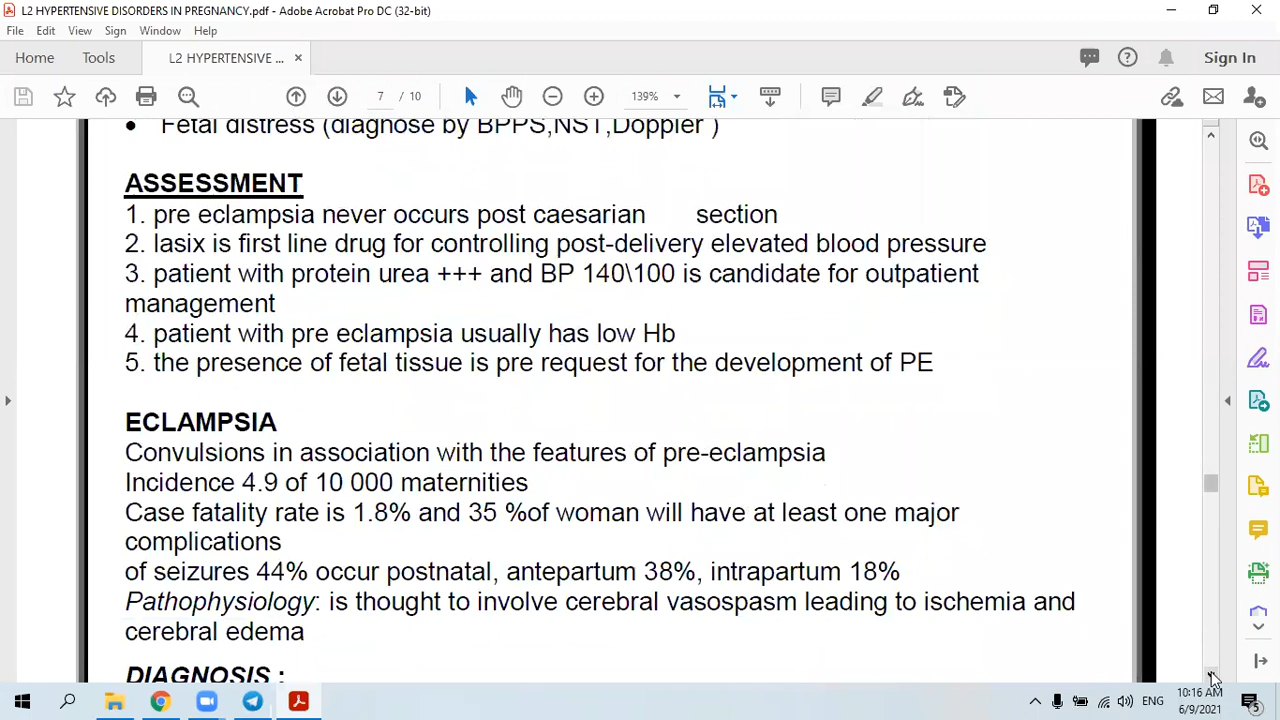 L2 HYPERTENSIVE DISORDERS IN PREGNANCY.pdf - Adobe Acrobat Pro DC (32-bit)
File Edit View Sign Window Help
Home Tools L2 HYPERTENSIVE ... × Sign In
7 / 10 139%
• Fetal distress (diagnose by BPPS,NST,Doppler )
ASSESSMENT
1. pre eclampsia never occurs post caesarian section
2. lasix is first line drug for controlling post-delivery elevated blood pressure
3. patient with protein urea +++ and BP 140\100 is candidate for outpatient
management
4. patient with pre eclampsia usually has low Hb
5. the presence of fetal tissue is pre request for the development of PE
ECLAMPSIA
Convulsions in association with the features of pre-eclampsia
Incidence 4.9 of 10 000 maternities
Case fatality rate is 1.8% and 35 %of woman will have at least one major
complications
of seizures 44% occur postnatal, antepartum 38%, intrapartum 18%
Pathophysiology: is thought to involve cerebral vasospasm leading to ischemia and
cerebral edema
DIAGNOSIS :
ENG
10:16 AM
6/9/2021
5